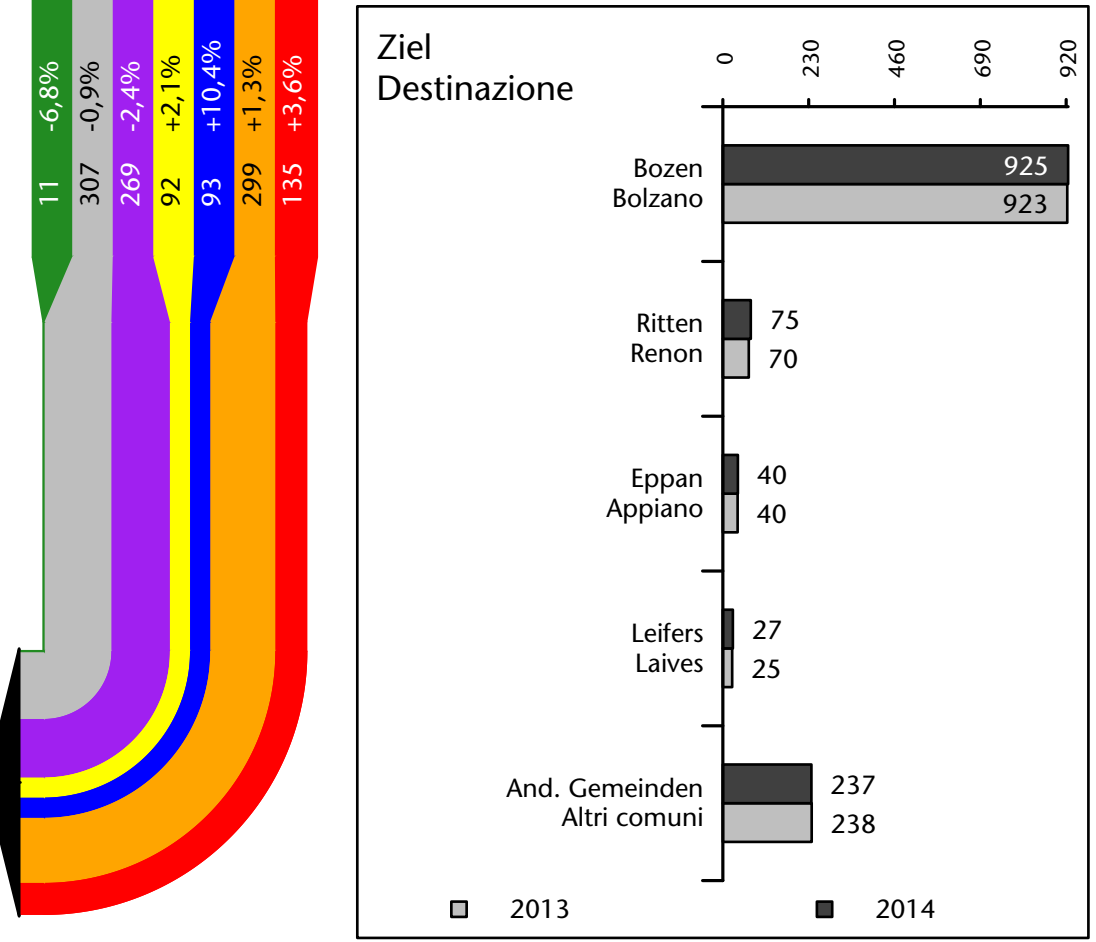 11 -6,8%
307 -0,9%
269 -2,4%
92 +2,1%
93 +10,4%
299 +1,3%
135 +3,6%
Ziel
Destinazione
0 230 460 690 920
Bozen
Bolzano
925
923
Ritten
Renon
75
70
Eppan
Appiano
40
40
Leifers
Laives
27
25
And. Gemeinden
Altri comuni
237
238
2013 2014